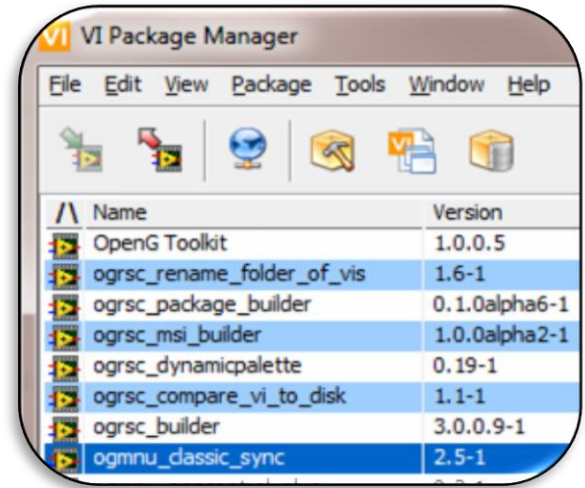 VI VI Package Manager
File Edit View Package Tools Window Help
VI
/\ Name Version
OpenG Toolkit 1.0.0.5
ogrsc_rename_folder_of_vis 1.6-1
ogrsc_package_builder 0.1.0alpha6-1
ogrsc_msi_builder 1.0.0alpha2-1
ogrsc_dynamicpalette 0.19-1
ogrsc_compare_vi_to_disk 1.1-1
ogrsc_builder 3.0.0.9-1
ogmnu_classic_sync 2.5-1